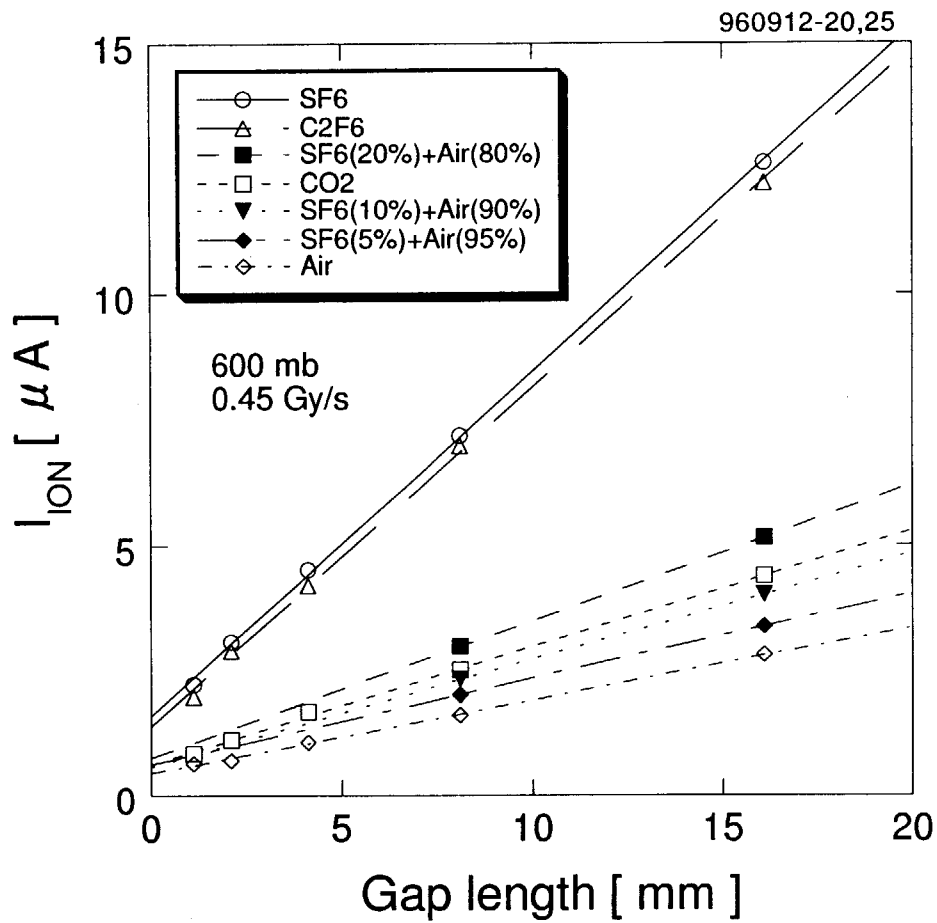 960912-20,25
15
SF6
C2F6
SF6(20%)+Air(80%)
CO2
SF6(10%)+Air(90%)
SF6(5%)+Air(95%)
Air
10
600 mb
0.45 Gy/s
I_ION [ μ A ]
5
0
0 5 10 15 20
Gap length [ mm ]